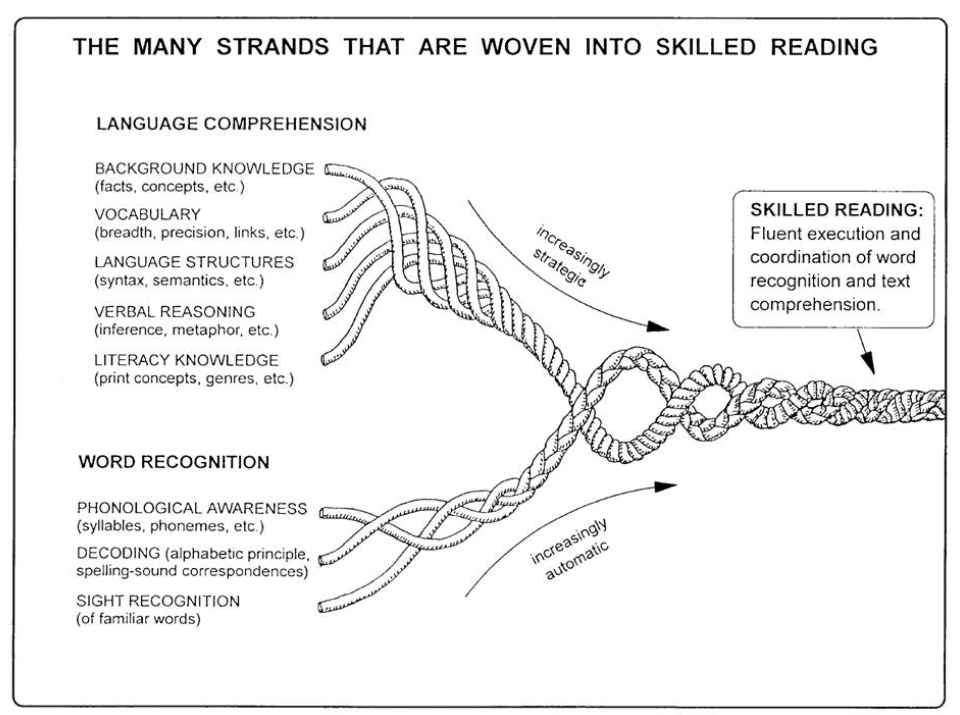 THE MANY STRANDS THAT ARE WOVEN INTO SKILLED READING
LANGUAGE COMPREHENSION
BACKGROUND KNOWLEDGE
(facts, concepts, etc.)
VOCABULARY
(breadth, precision, links, etc.)
LANGUAGE STRUCTURES
(syntax, semantics, etc.)
VERBAL REASONING
(inference, metaphor, etc.)
LITERACY KNOWLEDGE
(print concepts, genres, etc.)
increasingly
strategic
SKILLED READING:
Fluent execution and
coordination of word
recognition and text
comprehension.
WORD RECOGNITION
PHONOLOGICAL AWARENESS
(syllables, phonemes, etc.)
DECODING (alphabetic principle,
spelling-sound correspondences)
SIGHT RECOGNITION
(of familiar words)
increasingly
automatic